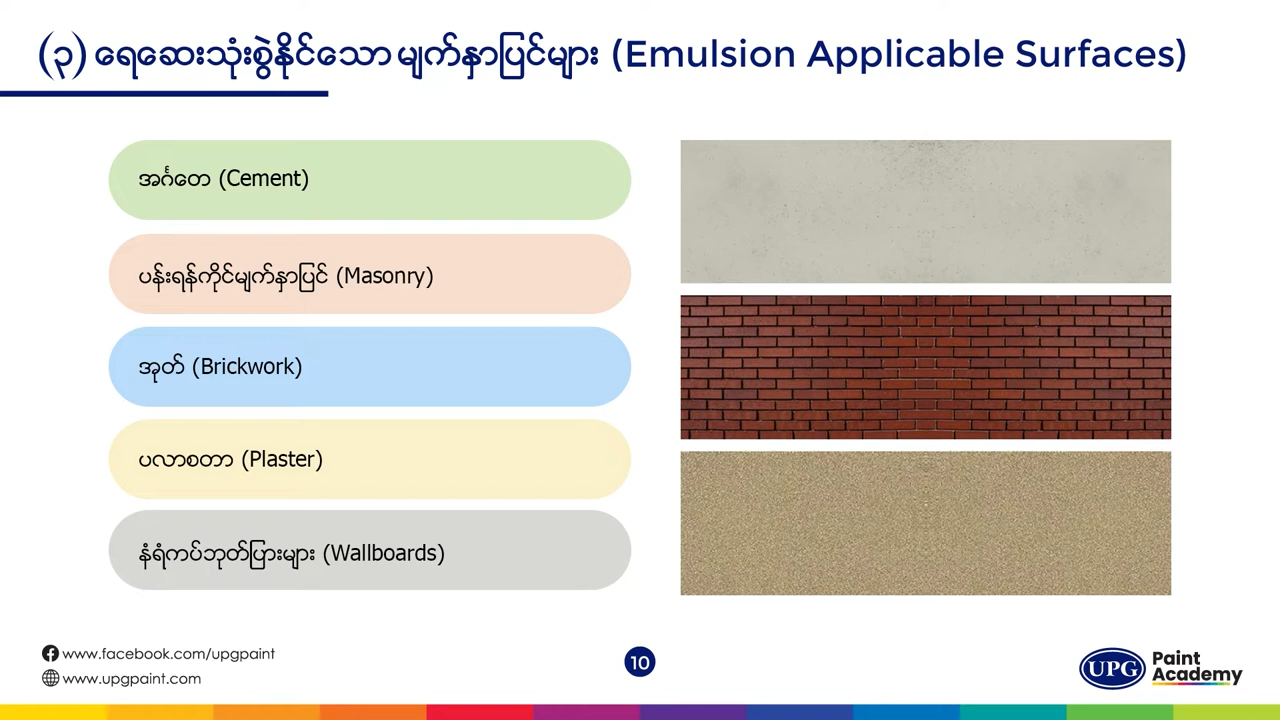 (၃) ရေဆေးသုံးစွဲနိုင်သော မျက်နှာပြင်များ (Emulsion Applicable Surfaces)
အင်္ဂတေ (Cement)
ပန်းရန်ကိုင်မျက်နှာပြင် (Masonry)
အုတ် (Brickwork)
ပလာစတာ (Plaster)
နံရံကပ်ဘုတ်ပြားများ (Wallboards)
www.facebook.com/upgpaint
www.upgpaint.com
10
UPG Paint Academy